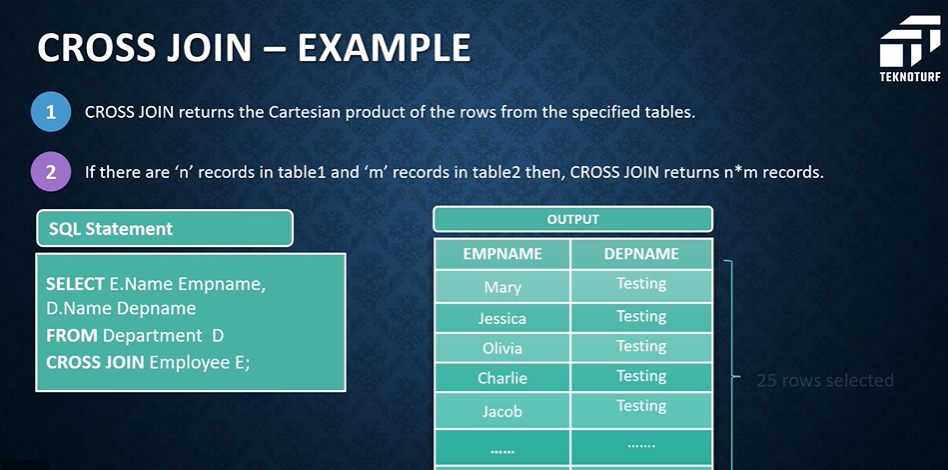 CROSS JOIN – EXAMPLE
TEKNOTURF
1 CROSS JOIN returns the Cartesian product of the rows from the specified tables.
2 If there are ‘n’ records in table1 and ‘m’ records in table2 then, CROSS JOIN returns n*m records.
SQL Statement
SELECT E.Name Empname,
D.Name Depname
FROM Department D
CROSS JOIN Employee E;
OUTPUT
EMPNAME DEPNAME
Mary Testing
Jessica Testing
Olivia Testing
Charlie Testing
Jacob Testing
...... .......
25 rows selected